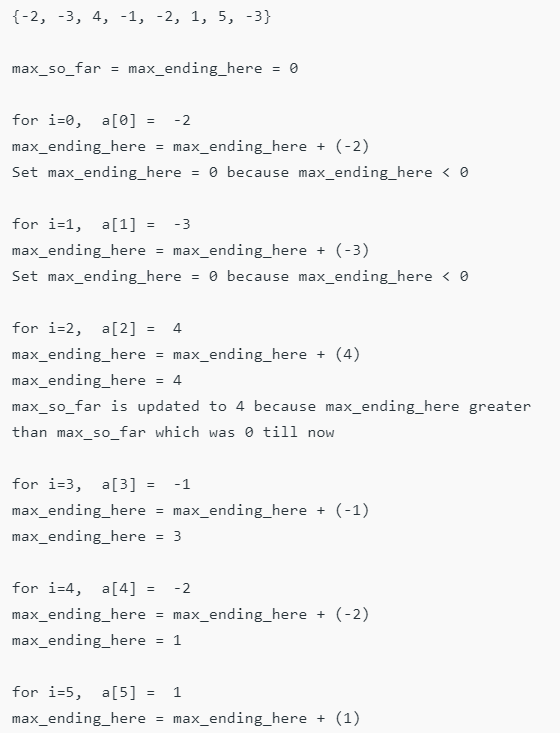 {-2, -3, 4, -1, -2, 1, 5, -3}
max_so_far = max_ending_here = 0
for i=0,  a[0] =  -2
max_ending_here = max_ending_here + (-2)
Set max_ending_here = 0 because max_ending_here < 0
for i=1,  a[1] =  -3
max_ending_here = max_ending_here + (-3)
Set max_ending_here = 0 because max_ending_here < 0
for i=2,  a[2] =  4
max_ending_here = max_ending_here + (4)
max_ending_here = 4
max_so_far is updated to 4 because max_ending_here greater
than max_so_far which was 0 till now
for i=3,  a[3] =  -1
max_ending_here = max_ending_here + (-1)
max_ending_here = 3
for i=4,  a[4] =  -2
max_ending_here = max_ending_here + (-2)
max_ending_here = 1
for i=5,  a[5] =  1
max_ending_here = max_ending_here + (1)